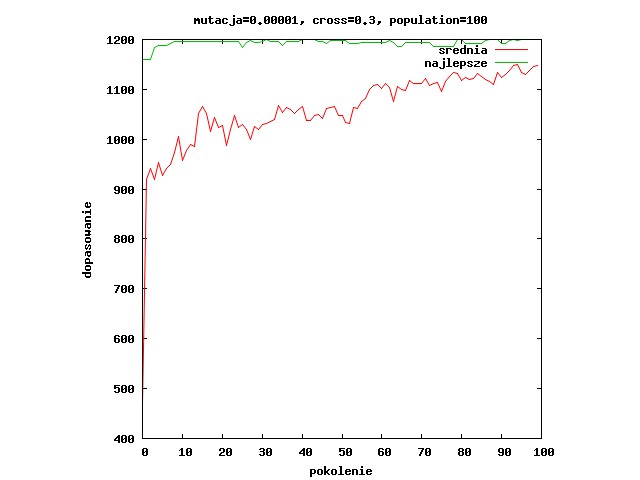 mutacja=0.00001, cross=0.3, population=100
1200
srednia
najlepsze
1100
1000
900
800
700
600
500
400
dopasowanie
0 10 20 30 40 50 60 70 80 90 100
pokolenie